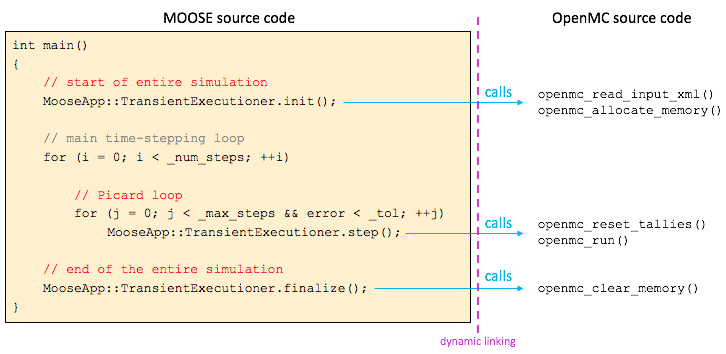 MOOSE source code
OpenMC source code
int main()
{
// start of entire simulation
MooseApp::TransientExecutioner.init();
calls
openmc_read_input_xml()
openmc_allocate_memory()
// main time-stepping loop
for (i = 0; i < _num_steps; ++i)
// Picard loop
for (j = 0; j < _max_steps && error < _tol; ++j)
MooseApp::TransientExecutioner.step();
calls
openmc_reset_tallies()
openmc_run()
// end of the entire simulation
MooseApp::TransientExecutioner.finalize();
calls
openmc_clear_memory()
}
dynamic linking